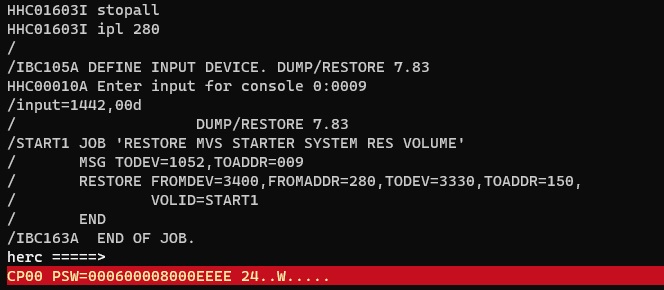 HHC01603I stopall
HHC01603I ipl 280
/
/IBC105A DEFINE INPUT DEVICE. DUMP/RESTORE 7.83
HHC00010A Enter input for console 0:0009
/input=1442,00d
/                       DUMP/RESTORE 7.83
/START1 JOB 'RESTORE MVS STARTER SYSTEM RES VOLUME'
/       MSG TODEV=1052,TOADDR=009
/       RESTORE FROMDEV=3400,FROMADDR=280,TODEV=3330,TOADDR=150,
/                VOLID=START1
/       END
/IBC163A  END OF JOB.
herc =====>
CP00 PSW=000600008000EEEE 24..W.....